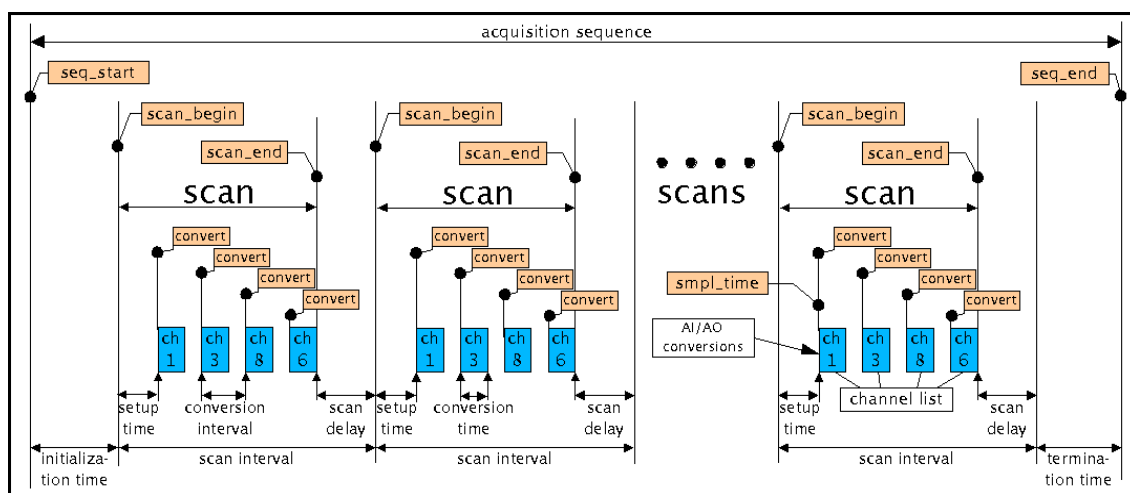 acquisition sequence
seq_start
seq_end
scan_begin
scan_begin
scan_begin
scan_end
scan_end
scan_end
scan
scan
scans
scan
convert
convert
convert
convert
convert
convert
convert
convert
convert
convert
convert
convert
smpl_time
AI/AO
conversions
ch
1
ch
3
ch
8
ch
6
ch
1
ch
3
ch
8
ch
6
ch
1
ch
3
ch
8
ch
6
channel list
setup
time
conversion
interval
scan
delay
setup
time
conversion
time
scan
delay
setup
time
scan
delay
initializa-
tion time
scan interval
scan interval
scan interval
termina-
tion time